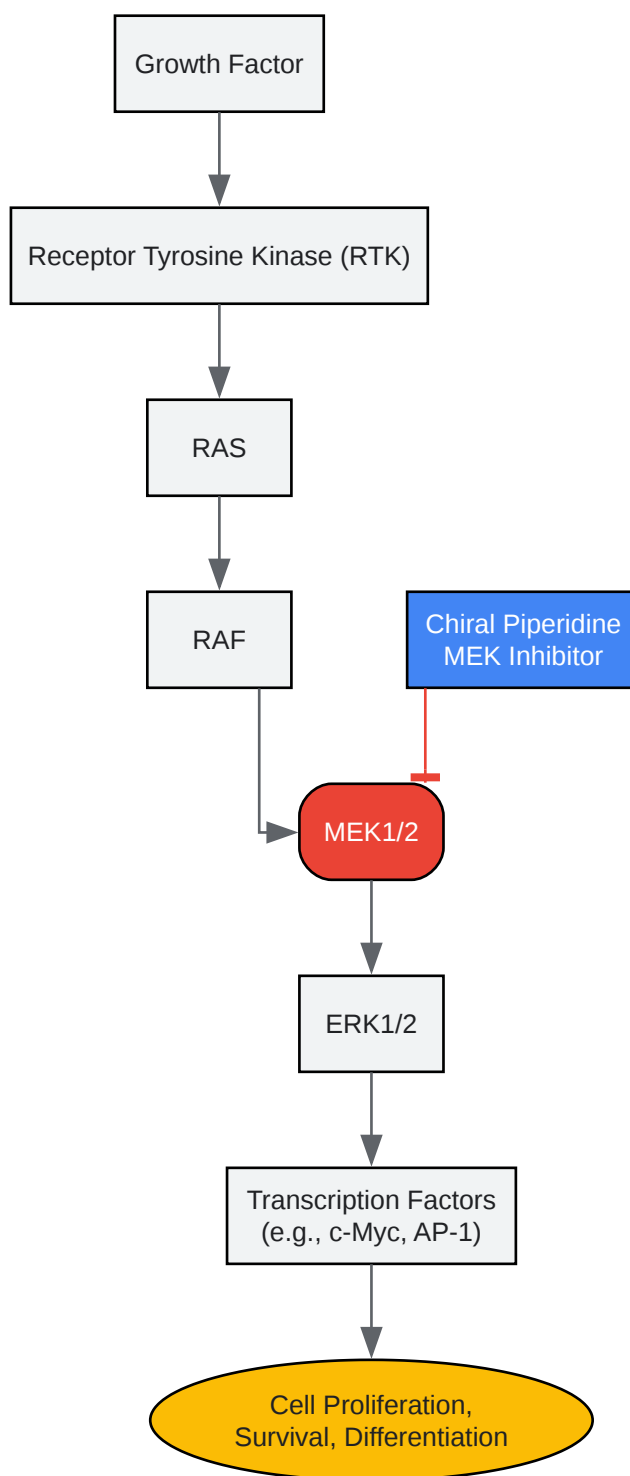 Growth Factor
Receptor Tyrosine Kinase (RTK)
RAS
RAF
Chiral Piperidine
MEK Inhibitor
MEK1/2
ERK1/2
Transcription Factors
(e.g., c-Myc, AP-1)
Cell Proliferation,
Survival, Differentiation